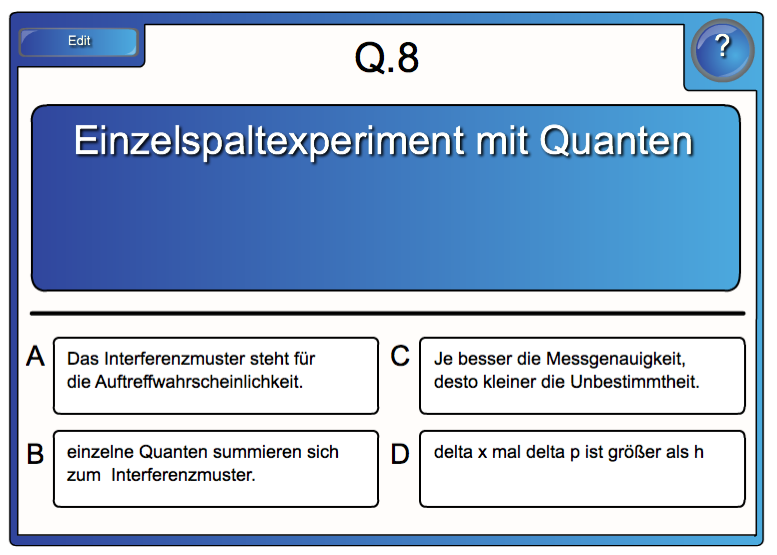 Edit
Q.8
?
Einzelspaltexperiment mit Quanten
A
Das Interferenzmuster steht für
die Auftreffwahrscheinlichkeit.
B
einzelne Quanten summieren sich
zum Interferenzmuster.
C
Je besser die Messgenauigkeit,
desto kleiner die Unbestimmtheit.
D
delta x mal delta p ist größer als h